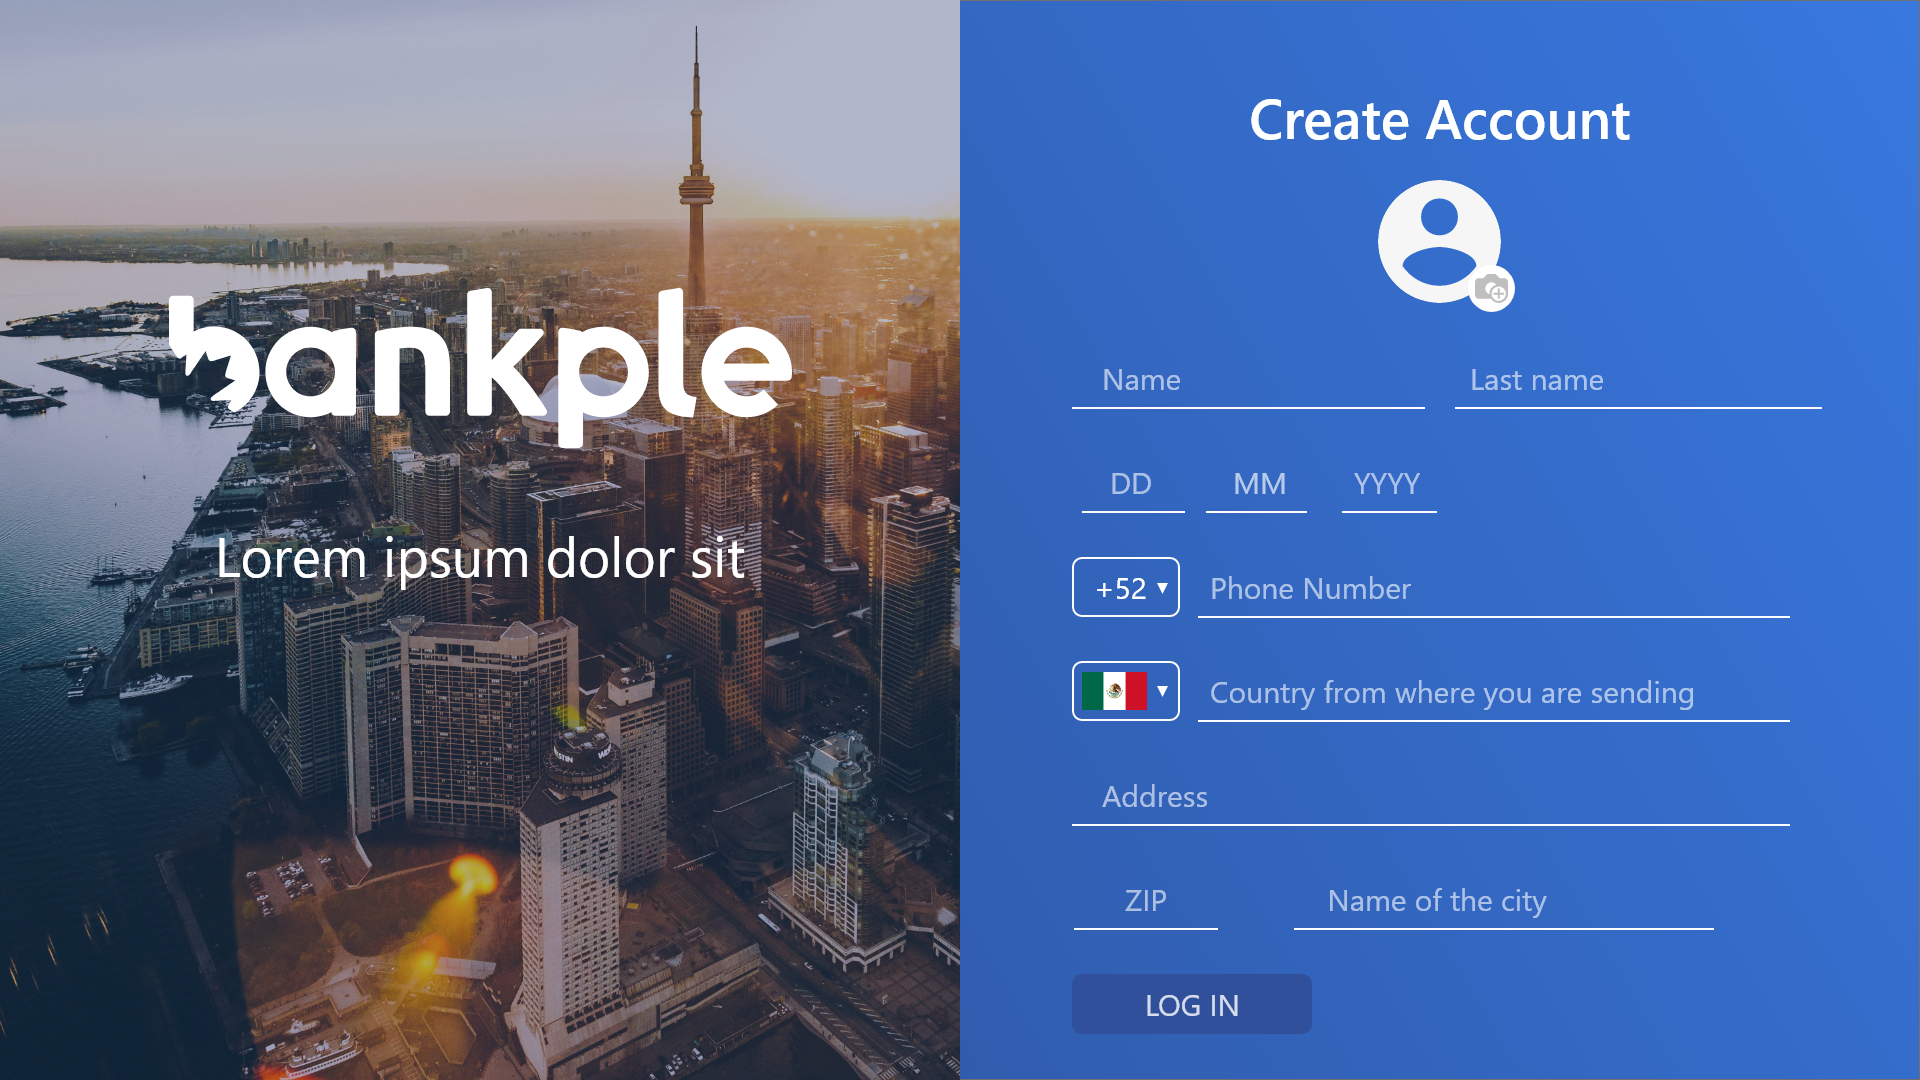 bankple
Lorem ipsum dolor sit
Create Account
Name
Last name
DD MM YYYY
+52 ▼ Phone Number
▼ Country from where you are sending
Address
ZIP Name of the city
LOG IN